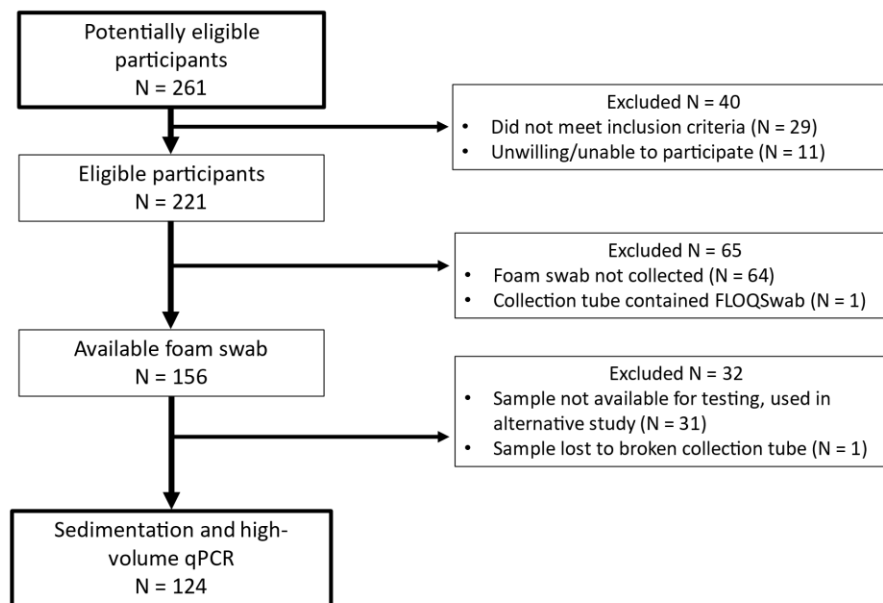 Potentially eligible
participants
N = 261
Excluded N = 40
• Did not meet inclusion criteria (N = 29)
• Unwilling/unable to participate (N = 11)
Eligible participants
N = 221
Excluded N = 65
• Foam swab not collected (N = 64)
• Collection tube contained FLOQSwab (N = 1)
Available foam swab
N = 156
Excluded N = 32
• Sample not available for testing, used in
alternative study (N = 31)
• Sample lost to broken collection tube (N = 1)
Sedimentation and high-
volume qPCR
N = 124